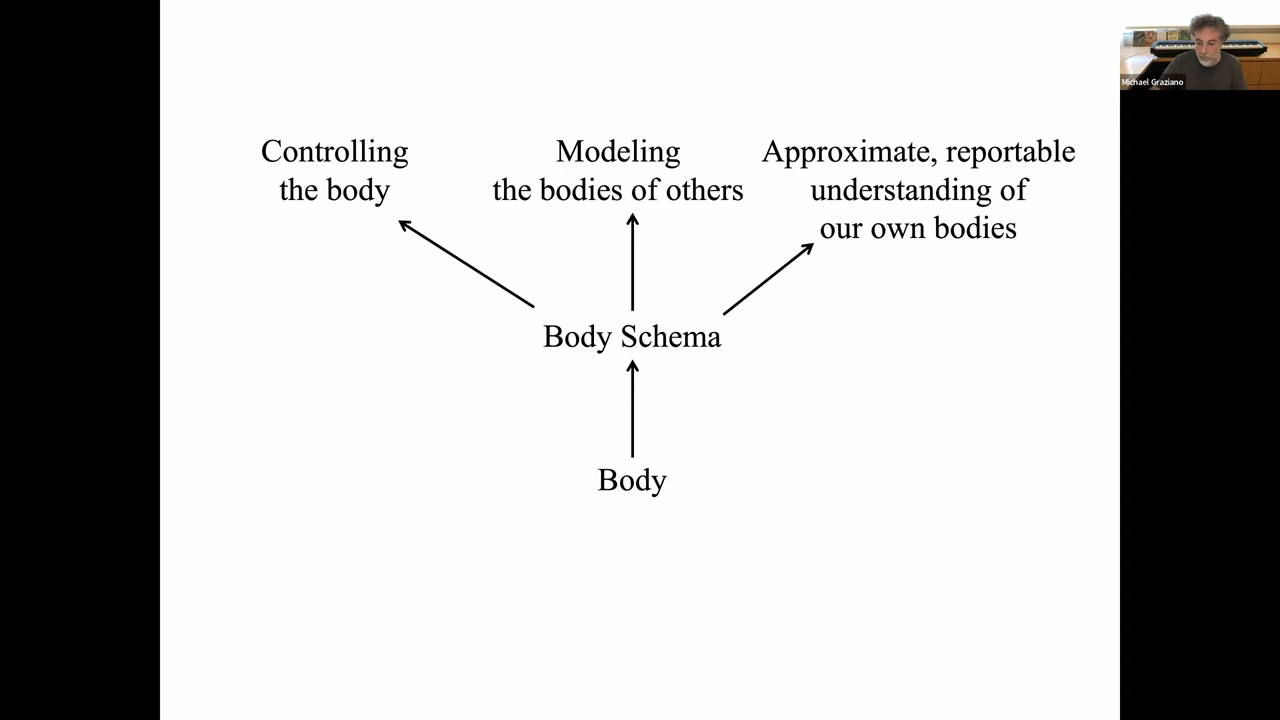 Michael Graziano
Controlling
the body
Modeling
the bodies of others
Approximate, reportable
understanding of
our own bodies
Body Schema
Body